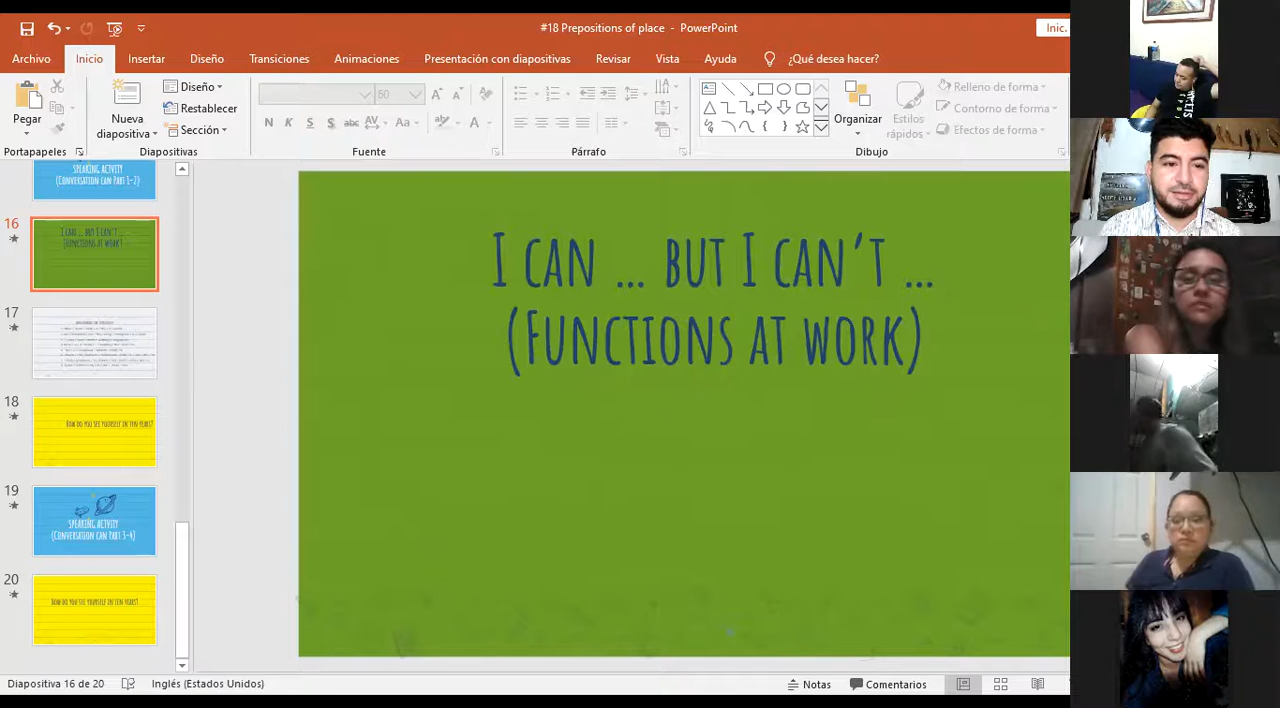 #18 Prepositions of place - PowerPoint
Inic.
Archivo Inicio Insertar Diseño Transiciones Animaciones Presentación con diapositivas Revisar Vista Ayuda ¿Qué desea hacer?
Pegar
Nueva diapositiva
Diseño
Restablecer
Sección
50
N K S S abc AV Aa A
Organizar
Estilos rápidos
Relleno de forma
Contorno de forma
Efectos de forma
Portapapeles Diapositivas Fuente Párrafo Dibujo
SPEAKING ACTIVITY
(CONVERSATION CAN PART 1-2)
16
I CAN ... BUT I CAN'T ...
(FUNCTIONS AT WORK)
17
18
HOW DO YOU SEE YOURSELF IN TEN YEARS?
19
SPEAKING ACTIVITY
(CONVERSATION CAN PART 3-4)
20
HOW DO YOU SEE YOURSELF IN TEN YEARS?
I CAN ... BUT I CAN'T ...
(FUNCTIONS AT WORK)
Diapositiva 16 de 20 Inglés (Estados Unidos) Notas Comentarios